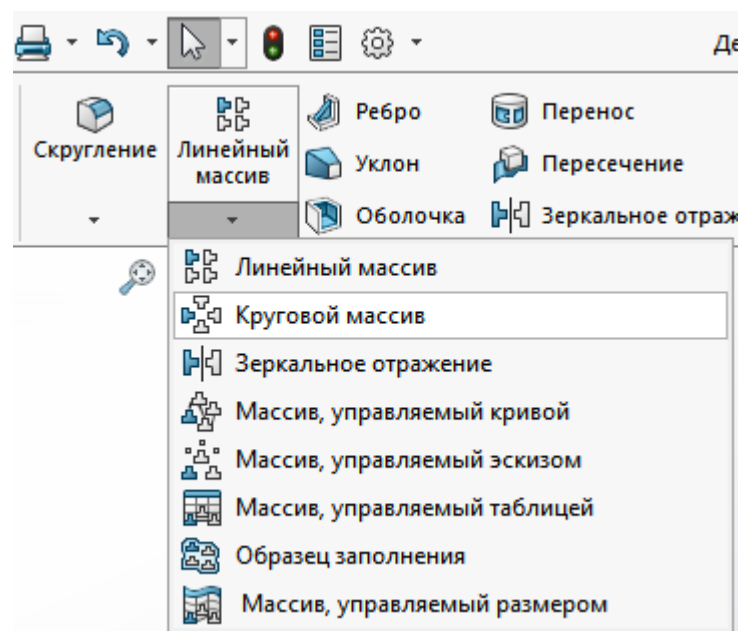 Де
Скругление
Линейный
массив
Ребро
Перенос
Уклон
Пересечение
Оболочка
Зеркальное отраж
Линейный массив
Круговой массив
Зеркальное отражение
Массив, управляемый кривой
Массив, управляемый эскизом
Массив, управляемый таблицей
Образец заполнения
Массив, управляемый размером